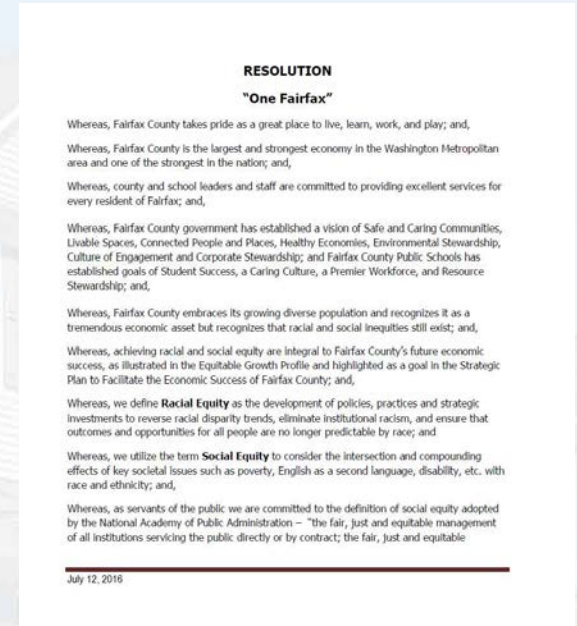 RESOLUTION
"One Fairfax"
Whereas, Fairfax County takes pride as a great place to live, learn, work, and play; and,
Whereas, Fairfax County is the largest and strongest economy in the Washington Metropolitan
area and one of the strongest in the nation; and,
Whereas, county and school leaders and staff are committed to providing excellent services for
every resident of Fairfax; and,
Whereas, Fairfax County government has established a vision of Safe and Caring Communities,
Livable Spaces, Connected People and Places, Healthy Economies, Environmental Stewardship,
Culture of Engagement and Corporate Stewardship; and Fairfax County Public Schools has
established goals of Student Success, a Caring Culture, a Premier Workforce, and Resource
Stewardship; and,
Whereas, Fairfax County embraces its growing diverse population and recognizes it as a
tremendous economic asset but recognizes that racial and social inequities still exist; and,
Whereas, achieving racial and social equity are integral to Fairfax County's future economic
success, as illustrated in the Equitable Growth Profile and highlighted as a goal in the Strategic
Plan to Facilitate the Economic Success of Fairfax County; and,
Whereas, we define Racial Equity as the development of policies, practices and strategic
investments to reverse racial disparity trends, eliminate institutional racism, and ensure that
outcomes and opportunities for all people are no longer predictable by race; and
Whereas, we utilize the term Social Equity to consider the intersection and compounding
effects of key societal issues such as poverty, English as a second language, disability, etc. with
race and ethnicity; and,
Whereas, as servants of the public we are committed to the definition of social equity adopted
by the National Academy of Public Administration – "the fair, just and equitable management
of all institutions servicing the public directly or by contract; the fair, just and equitable
July 12, 2016